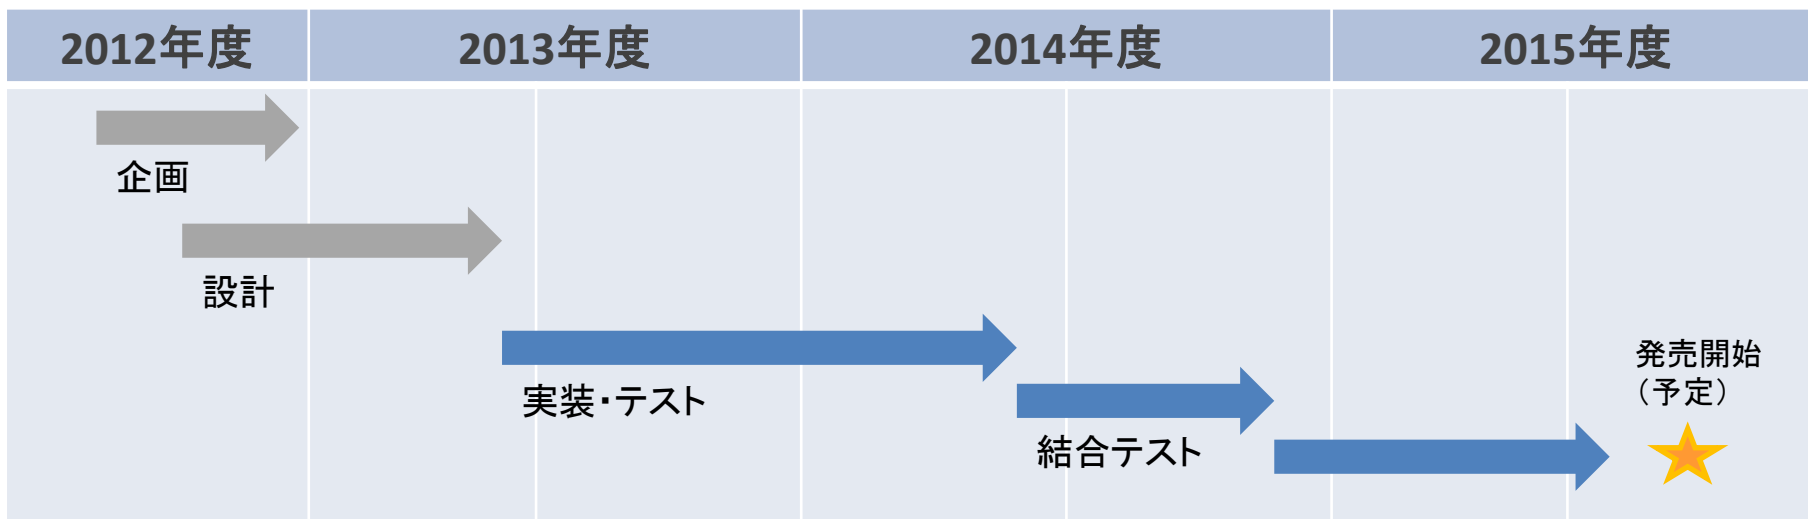 2012年度
2013年度
2014年度
2015年度
企画
設計
実装・テスト
結合テスト
発売開始
（予定）